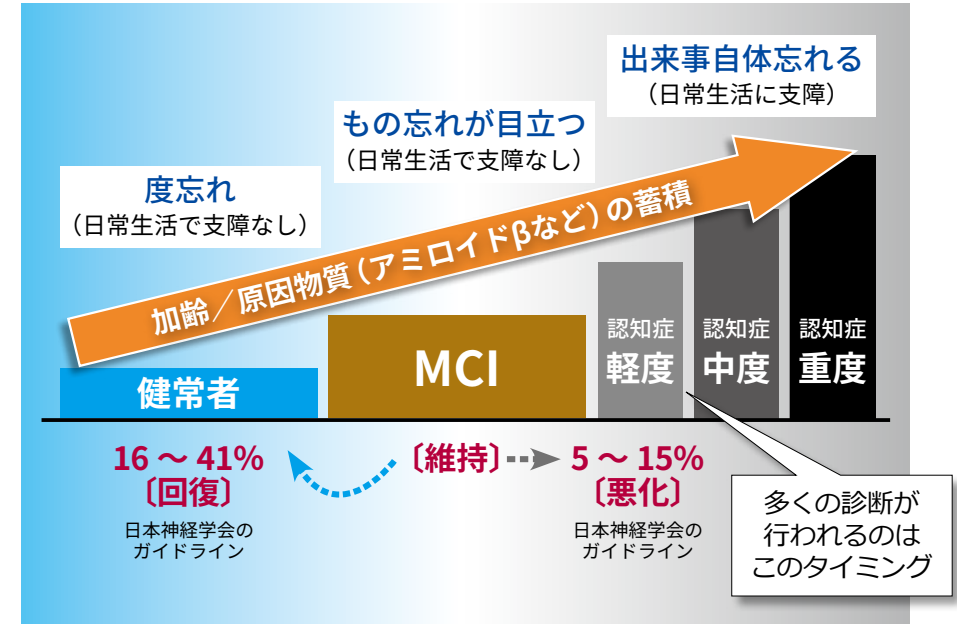 出来事自体忘れる
（日常生活に支障）
もの忘れが目立つ
（日常生活で支障なし）
度忘れ
（日常生活で支障なし）
加齢／原因物質（アミロイドβなど）の蓄積
健常者
MCI
認知症
軽度
認知症
中度
認知症
重度
16 〜 41%
〔回復〕
日本神経学会の
ガイドライン
〔維持〕
5 〜 15%
〔悪化〕
日本神経学会の
ガイドライン
多くの診断が
行われるのは
このタイミング